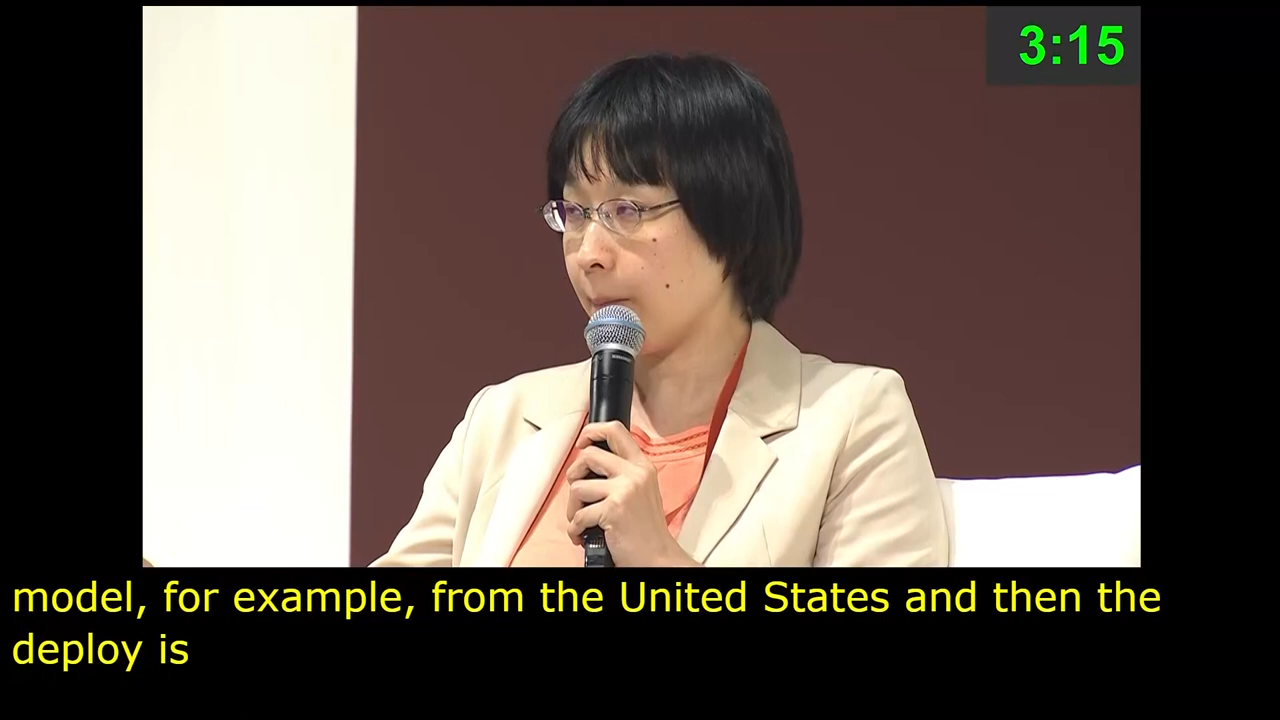 3:15
model, for example, from the United States and then the
deploy is